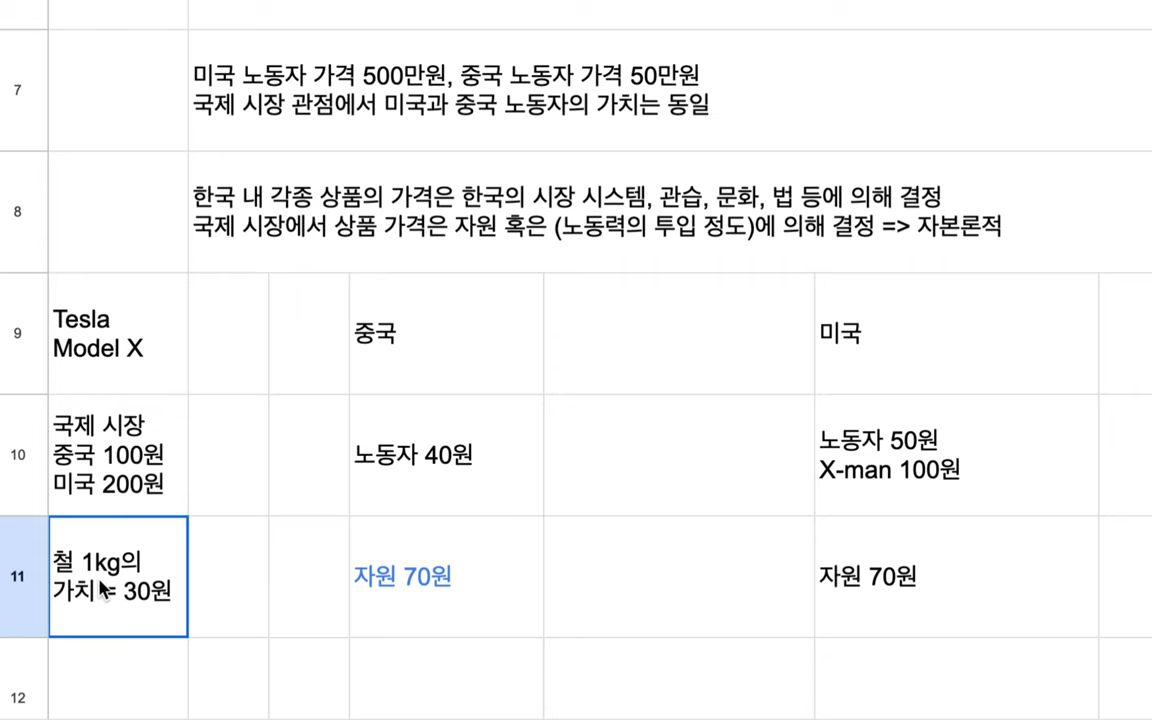 7
미국 노동자 가격 500만원, 중국 노동자 가격 50만원
국제 시장 관점에서 미국과 중국 노동자의 가치는 동일
8
한국 내 각종 상품의 가격은 한국의 시장 시스템, 관습, 문화, 법 등에 의해 결정
국제 시장에서 상품 가격은 자원 혹은 (노동력의 투입 정도)에 의해 결정 => 자본론적
9
Tesla
Model X
중국
미국
10
국제 시장
중국 100원
미국 200원
노동자 40원
노동자 50원
X-man 100원
11
철 1kg의
가치 = 30원
자원 70원
자원 70원
12